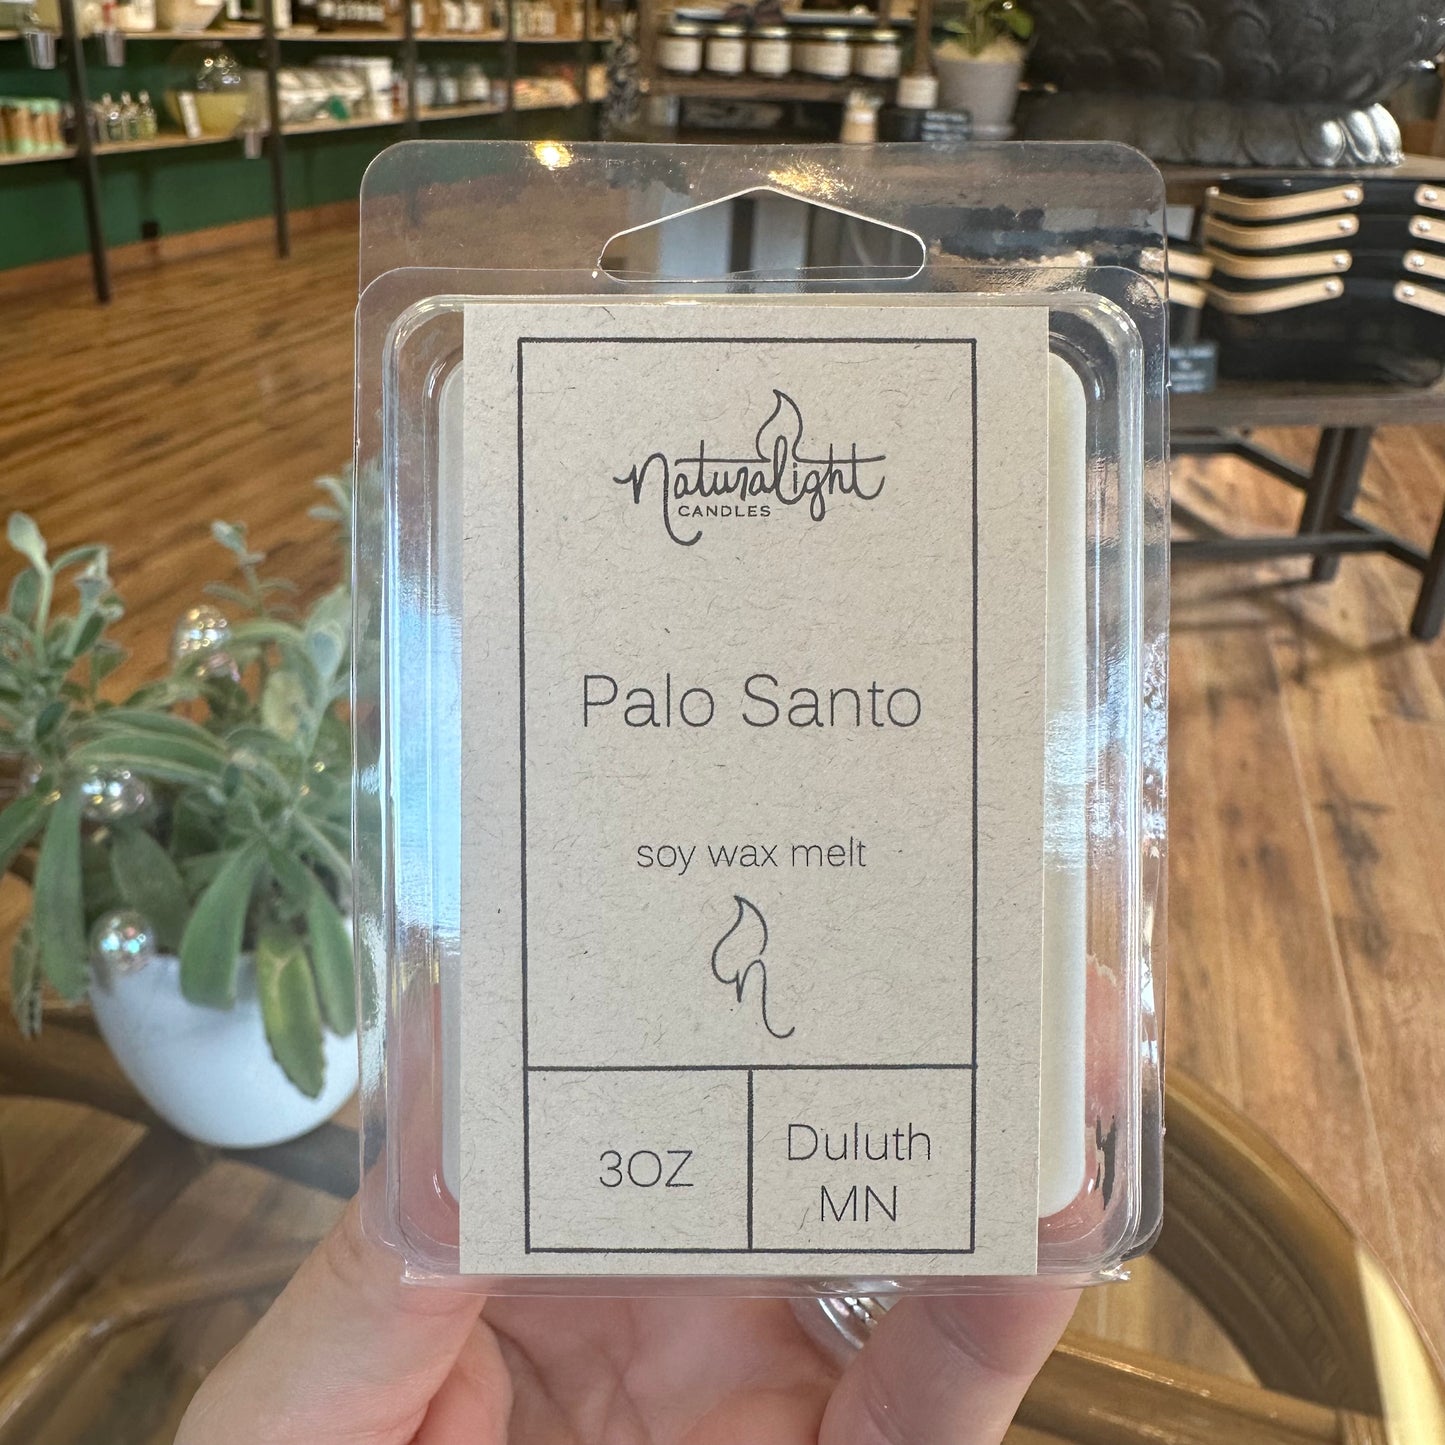 Naturalight
CANDLES
Palo Santo
soy wax melt
n
3OZ
Duluth
MN